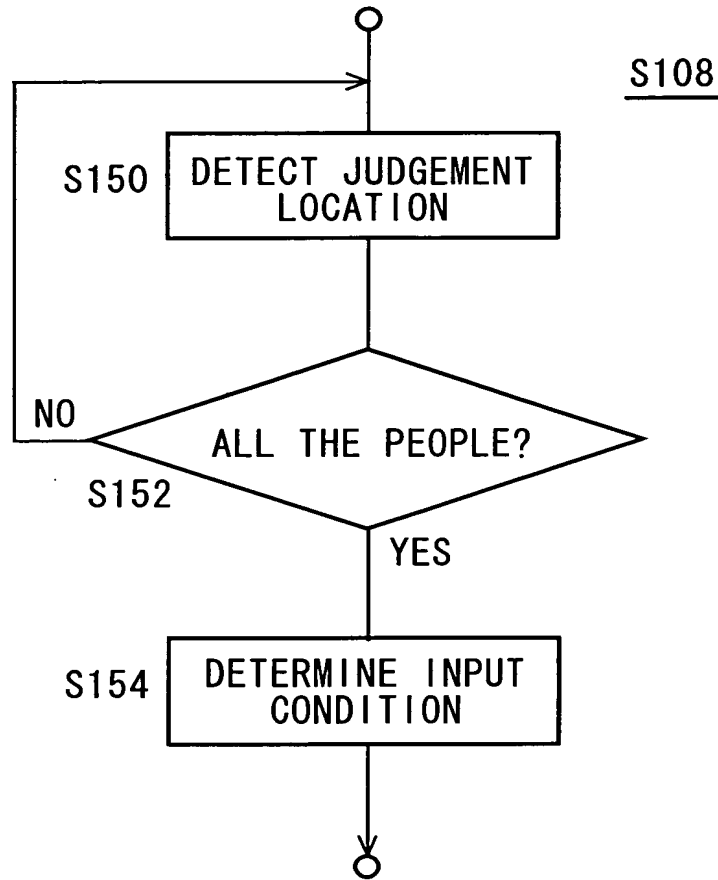 S108
S150
DETECT JUDGEMENT
LOCATION
NO
ALL THE PEOPLE?
S152
YES
S154
DETERMINE INPUT
CONDITION